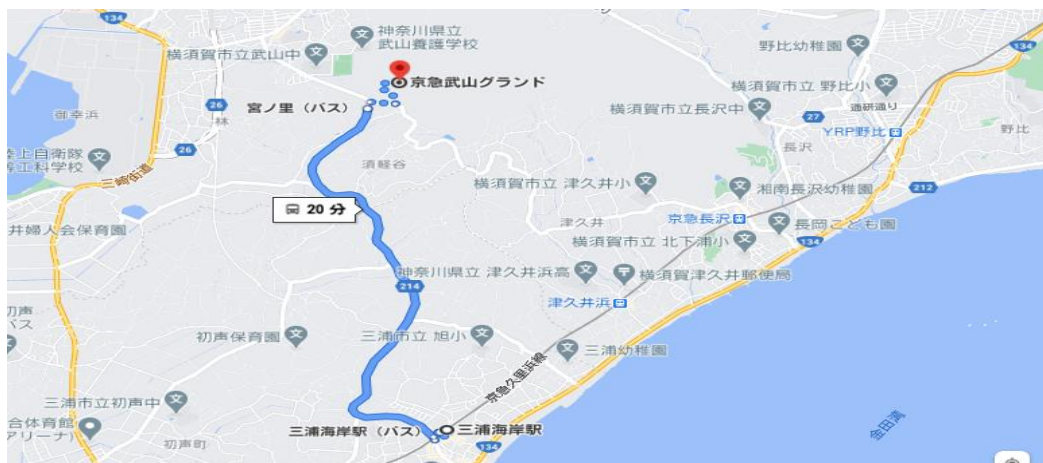 134
神奈川県立
武山養護学校
横須賀市立武山中
野比幼稚園
134
京急武山グランド
横須賀市立 野比小
宮ノ里（バス）
横須賀市立長沢中
26
林
御幸浜
27
通研通り
YRP野比
野比
長沢
26
陸上自衛隊
等工科学校
三崎街道
須軽谷
横須賀市立 津久井小
湘南長沢幼稚園
212
20 分
津久井
京急長沢
長岡こども園
井婦人会保育園
横須賀市立 北下浦小
134
神奈川県立 津久井浜高
横須賀津久井郵便局
214
津久井浜
初声
バス
初声保育園
三浦市立 旭小
三浦幼稚園
京急久里浜線
三浦市立初声中
金田湾
合体育館
アリーナ)
初声町
三浦海岸駅（バス）
三浦海岸駅
134